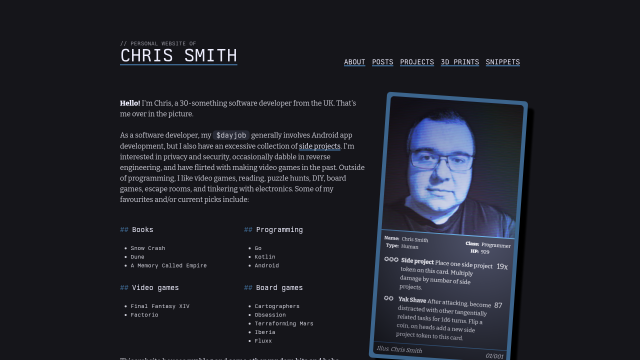 // PERSONAL WEBSITE OF
CHRIS SMITH
ABOUT POSTS PROJECTS 3D PRINTS SNIPPETS
Hello! I'm Chris, a 30-something software developer from the UK. That's
me over in the picture.
As a software developer, my $dayjob generally involves Android app
development, but I also have an excessive collection of side projects. I'm
interested in privacy and security, occasionally dabble in reverse
engineering, and have flirted with making video games in the past. Outside
of programming, I like video games, reading, puzzle hunts, DIY, board
games, escape rooms, and tinkering with electronics. Some of my
favourites and/or current picks include:
## Books
• Snow Crash
• Dune
• A Memory Called Empire
## Programming
• Go
• Kotlin
• Android
## Video games
• Final Fantasy XIV
• Factorio
## Board games
• Cartographers
• Obsession
• Terraforming Mars
• Iberia
• Fluxx
Name: Chris Smith
Class: Programmer
Type: Human
HP: 929
Side project Place one side project 19x
token on this card. Multiply
damage by number of side
projects.
Yak Shave After attacking, become 87
distracted with other tangentially
related tasks for 1d6 turns. Flip a
coin, on heads add a new side
project token to this card.
Illus. Chris Smith
01/001